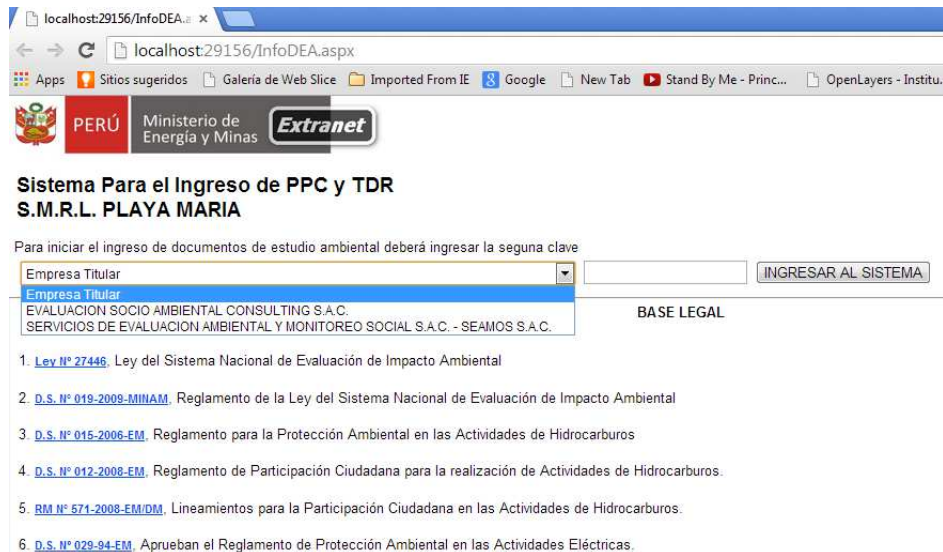 localhost:29156/InfoDEA.a ×
localhost:29156/InfoDEA.aspx
Apps Sitios sugeridos Galería de Web Slice Imported From IE Google New Tab Stand By Me - Princ... OpenLayers - Institu.
PERÚ Ministerio de Energía y Minas Extranet
Sistema Para el Ingreso de PPC y TDR
S.M.R.L. PLAYA MARIA
Para iniciar el ingreso de documentos de estudio ambiental deberá ingresar la seguna clave
Empresa Titular INGRESAR AL SISTEMA
Empresa Titular
EVALUACION SOCIO AMBIENTAL CONSULTING S.A.C.
SERVICIOS DE EVALUACION AMBIENTAL Y MONITOREO SOCIAL S.A.C. - SEAMOS S.A.C.
BASE LEGAL
1. Ley Nº 27446, Ley del Sistema Nacional de Evaluación de Impacto Ambiental
2. D.S. Nº 019-2009-MINAM, Reglamento de la Ley del Sistema Nacional de Evaluación de Impacto Ambiental
3. D.S. Nº 015-2006-EM, Reglamento para la Protección Ambiental en las Actividades de Hidrocarburos
4. D.S. Nº 012-2008-EM, Reglamento de Participación Ciudadana para la realización de Actividades de Hidrocarburos.
5. RM Nº 571-2008-EM/DM, Lineamientos para la Participación Ciudadana en las Actividades de Hidrocarburos.
6. D.S. Nº 029-94-EM, Aprueban el Reglamento de Protección Ambiental en las Actividades Eléctricas.